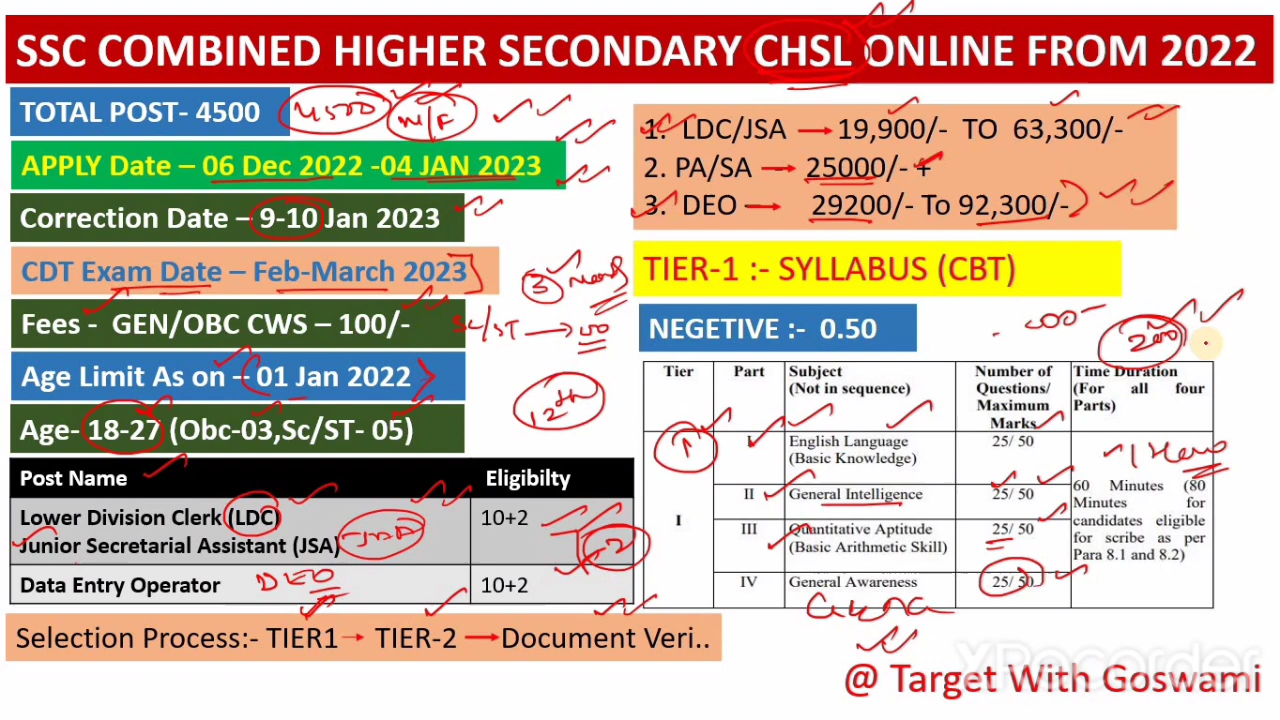 SSC COMBINED HIGHER SECONDARY CHSL ONLINE FROM 2022
TOTAL POST- 4500
4500
M/F
APPLY Date – 06 Dec 2022 -04 JAN 2023
Correction Date – 9-10 Jan 2023
CDT Exam Date – Feb-March 2023
Fees - GEN/OBC CWS – 100/-
SC/ST
Age Limit As on – 01 Jan 2022
Age- 18-27 (Obc-03,Sc/ST- 05)
3
12th
Post Name Eligibilty
Lower Division Clerk (LDC) 10+2
Junior Secretarial Assistant (JSA)
Data Entry Operator 10+2
DEO
Selection Process:- TIER1 → TIER-2 → Document Veri..
1. LDC/JSA → 19,900/- TO 63,300/-
2. PA/SA → 25000/- +
3. DEO → 29200/- To 92,300/-
TIER-1 :- SYLLABUS (CBT)
NEGETIVE :- 0.50
200
Tier Part Subject Number of Time Duration
(Not in sequence) Questions/ (For all four
Maximum Parts)
Marks
I English Language 25/ 50
(Basic Knowledge)
II General Intelligence 25/ 50
III Quantitative Aptitude 25/ 50
(Basic Arithmetic Skill)
IV General Awareness 25/ 50
I
60 Minutes (80
Minutes for
candidates eligible
for scribe as per
Para 8.1 and 8.2)
XRecorder
@ Target With Goswami